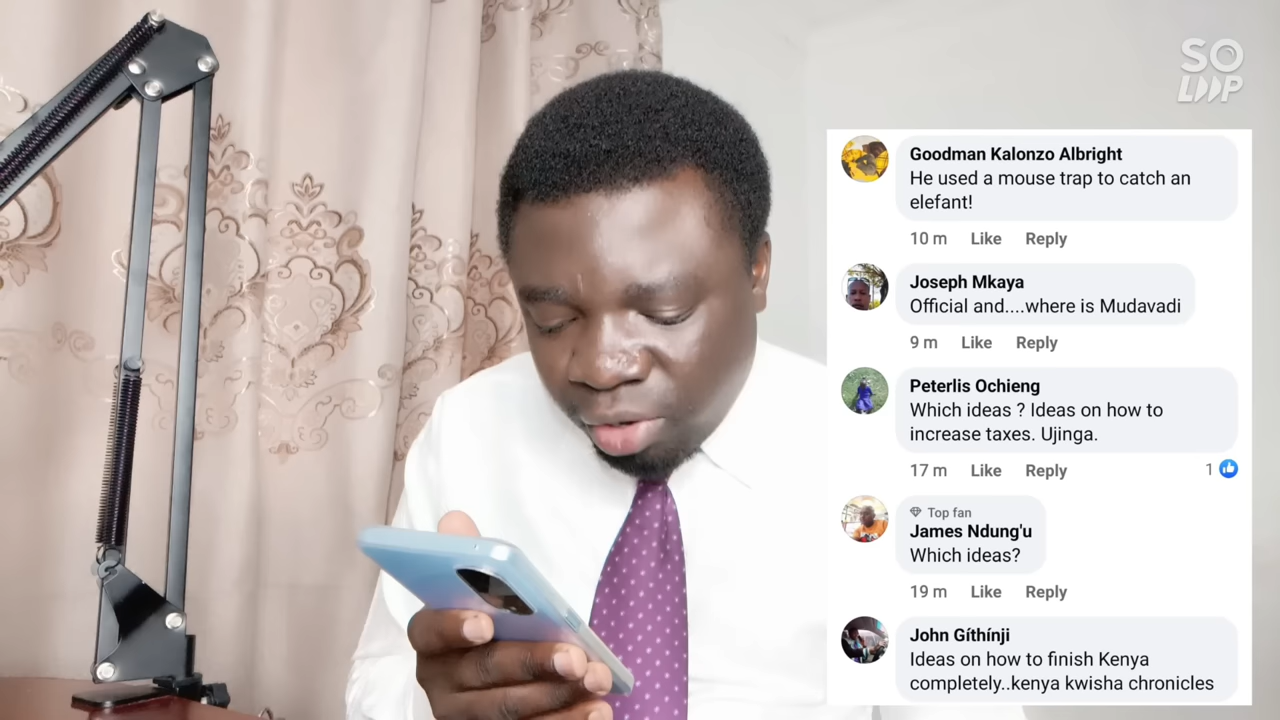 SO
LOOP
Goodman Kalonzo Albright
He used a mouse trap to catch an
elefant!
10 m Like Reply
Joseph Mkaya
Official and....where is Mudavadi
9 m Like Reply
Peterlis Ochieng
Which ideas ? Ideas on how to
increase taxes. Ujinga.
17 m Like Reply 1
Top fan
James Ndung'u
Which ideas?
19 m Like Reply
John Gíthínji
Ideas on how to finish Kenya
completely..kenya kwisha chronicles